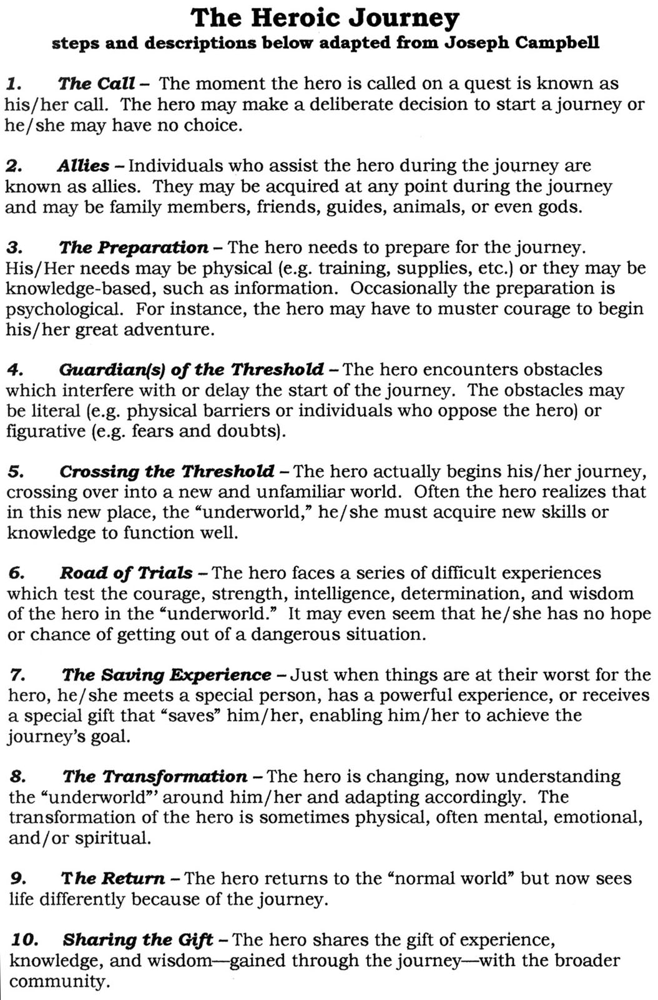 The Heroic Journey
steps and descriptions below adapted from Joseph Campbell
1. The Call – The moment the hero is called on a quest is known as
his/her call. The hero may make a deliberate decision to start a journey or
he/she may have no choice.
2. Allies – Individuals who assist the hero during the journey are
known as allies. They may be acquired at any point during the journey
and may be family members, friends, guides, animals, or even gods.
3. The Preparation – The hero needs to prepare for the journey.
His/Her needs may be physical (e.g. training, supplies, etc.) or they may be
knowledge-based, such as information. Occasionally the preparation is
psychological. For instance, the hero may have to muster courage to begin
his/her great adventure.
4. Guardian(s) of the Threshold – The hero encounters obstacles
which interfere with or delay the start of the journey. The obstacles may
be literal (e.g. physical barriers or individuals who oppose the hero) or
figurative (e.g. fears and doubts).
5. Crossing the Threshold – The hero actually begins his/her journey,
crossing over into a new and unfamiliar world. Often the hero realizes that
in this new place, the “underworld,” he/she must acquire new skills or
knowledge to function well.
6. Road of Trials – The hero faces a series of difficult experiences
which test the courage, strength, intelligence, determination, and wisdom
of the hero in the “underworld.” It may even seem that he/she has no hope
or chance of getting out of a dangerous situation.
7. The Saving Experience – Just when things are at their worst for the
hero, he/she meets a special person, has a powerful experience, or receives
a special gift that “saves” him/her, enabling him/her to achieve the
journey’s goal.
8. The Transformation – The hero is changing, now understanding
the “underworld”’ around him/her and adapting accordingly. The
transformation of the hero is sometimes physical, often mental, emotional,
and/or spiritual.
9. The Return – The hero returns to the “normal world” but now sees
life differently because of the journey.
10. Sharing the Gift – The hero shares the gift of experience,
knowledge, and wisdom—gained through the journey—with the broader
community.